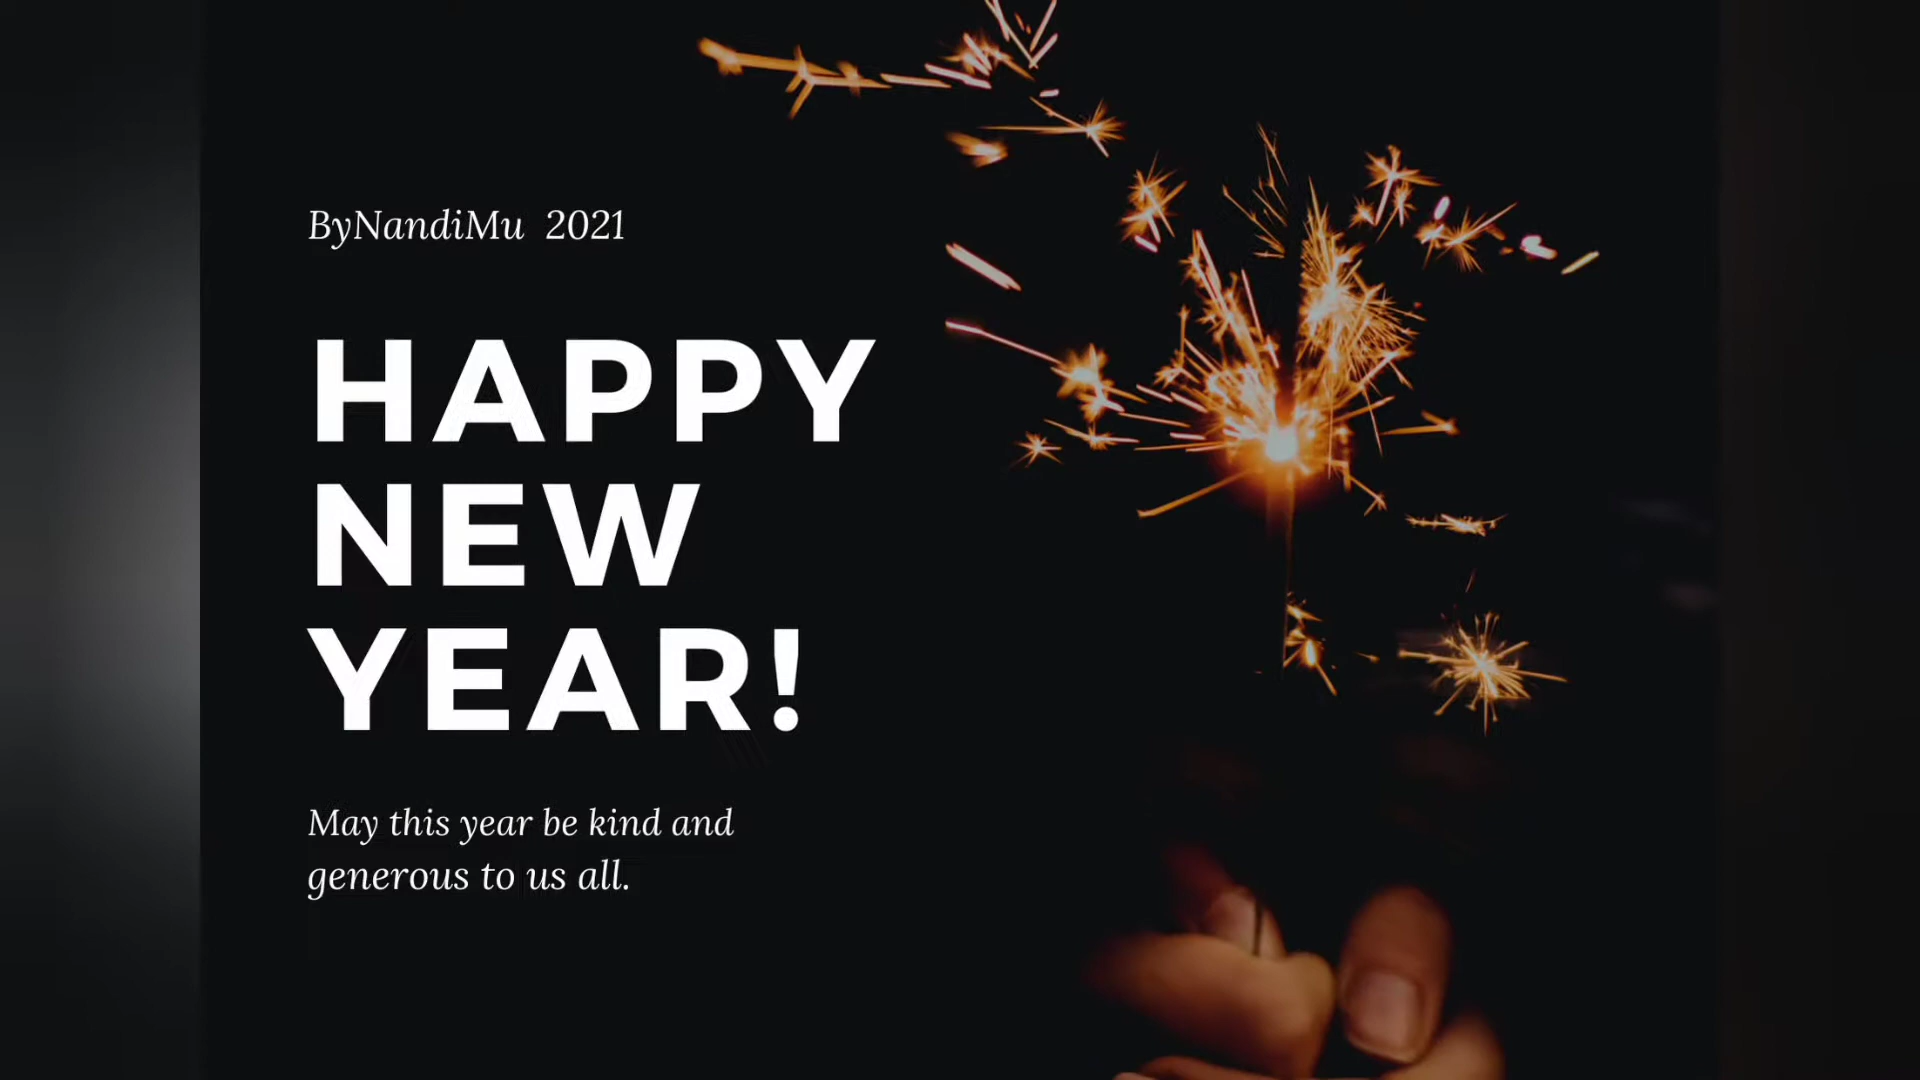 ByNandiMu 2021
HAPPY
NEW
YEAR!
May this year be kind and
generous to us all.